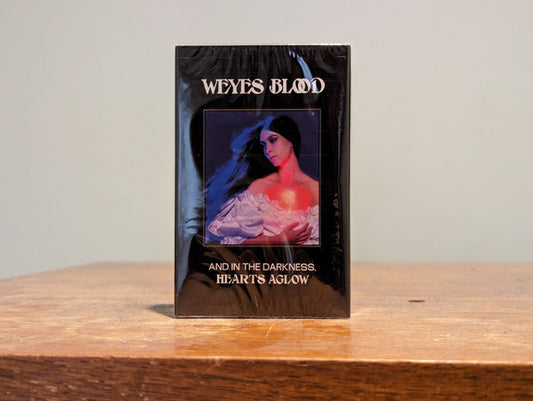 WEYES BLOOD
AND IN THE DARKNESS,
HEARTS AGLOW